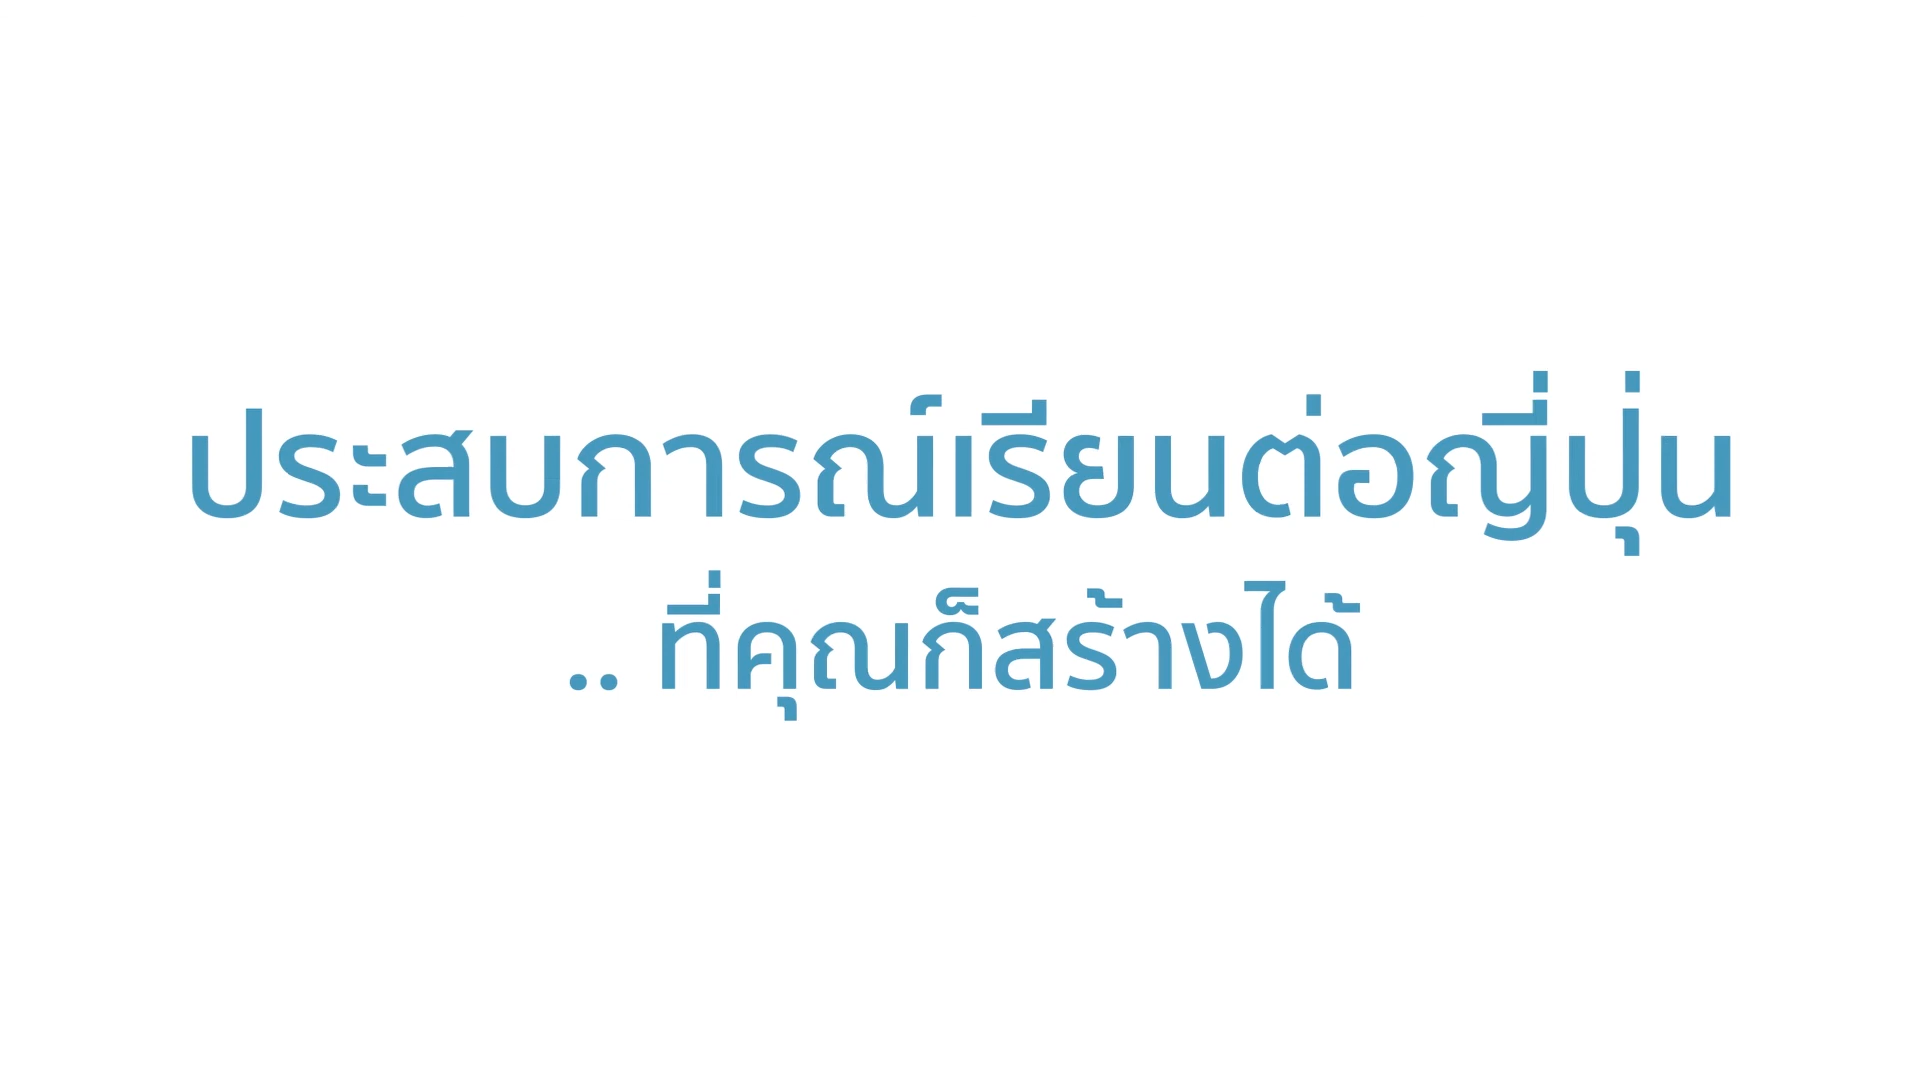 ประสบการณ์เรียนต่อญี่ปุ่น
.. ที่คุณก็สร้างได้